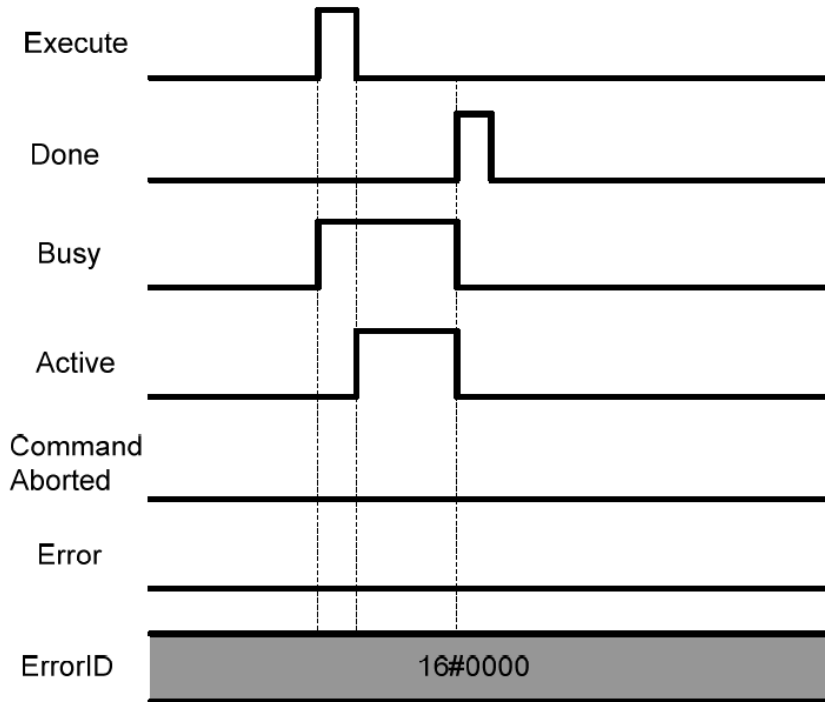 Execute
Done
Busy
Active
Command
Aborted
Error
ErrorID
16#0000